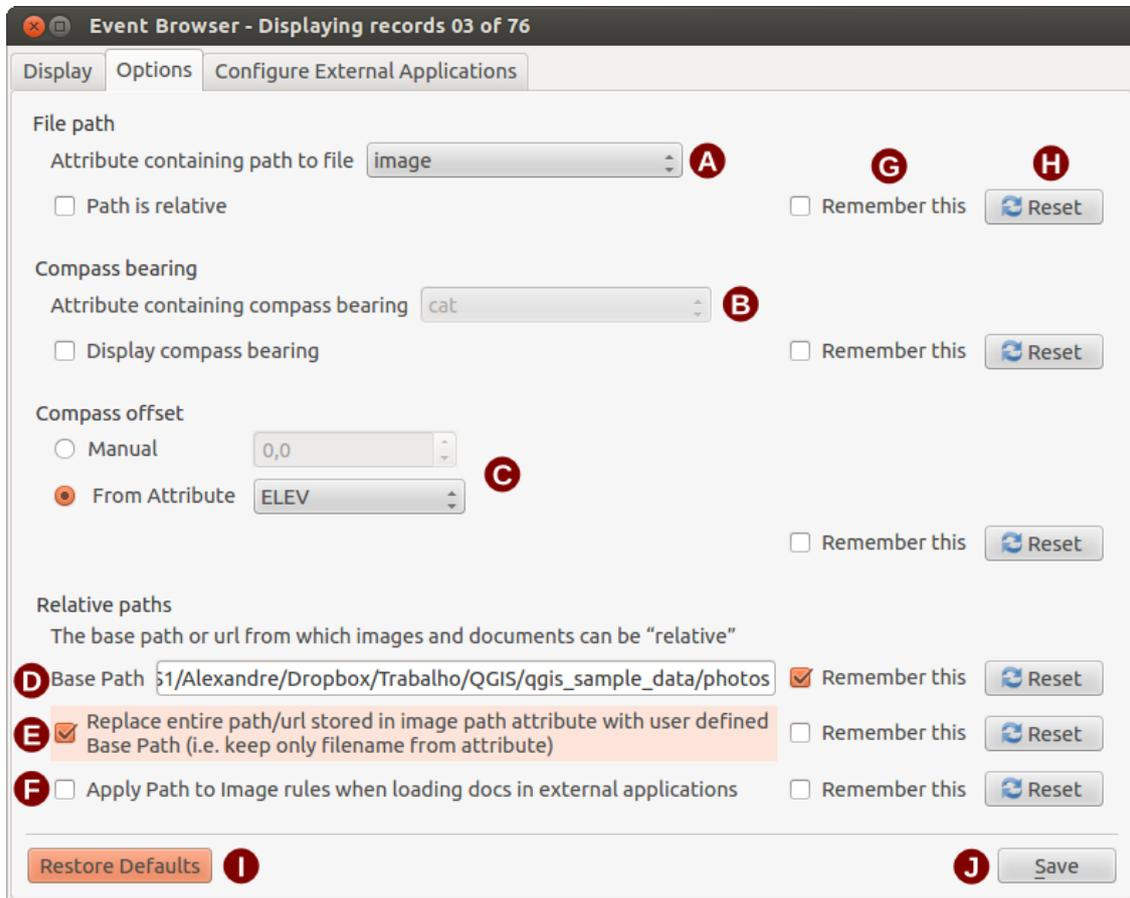 Event Browser - Displaying records 03 of 76
Display Options Configure External Applications
File path
Attribute containing path to file image A
G H
Path is relative Remember this Reset
Compass bearing
Attribute containing compass bearing cat B
Display compass bearing Remember this Reset
Compass offset
Manual 0,0
C
From Attribute ELEV
Remember this Reset
Relative paths
The base path or url from which images and documents can be “relative”
D Base Path 51/Alexandre/Dropbox/Trabalho/QGIS/qgis_sample_data/photos Remember this Reset
E Replace entire path/url stored in image path attribute with user defined
Base Path (i.e. keep only filename from attribute) Remember this Reset
F Apply Path to Image rules when loading docs in external applications Remember this Reset
Restore Defaults I J Save